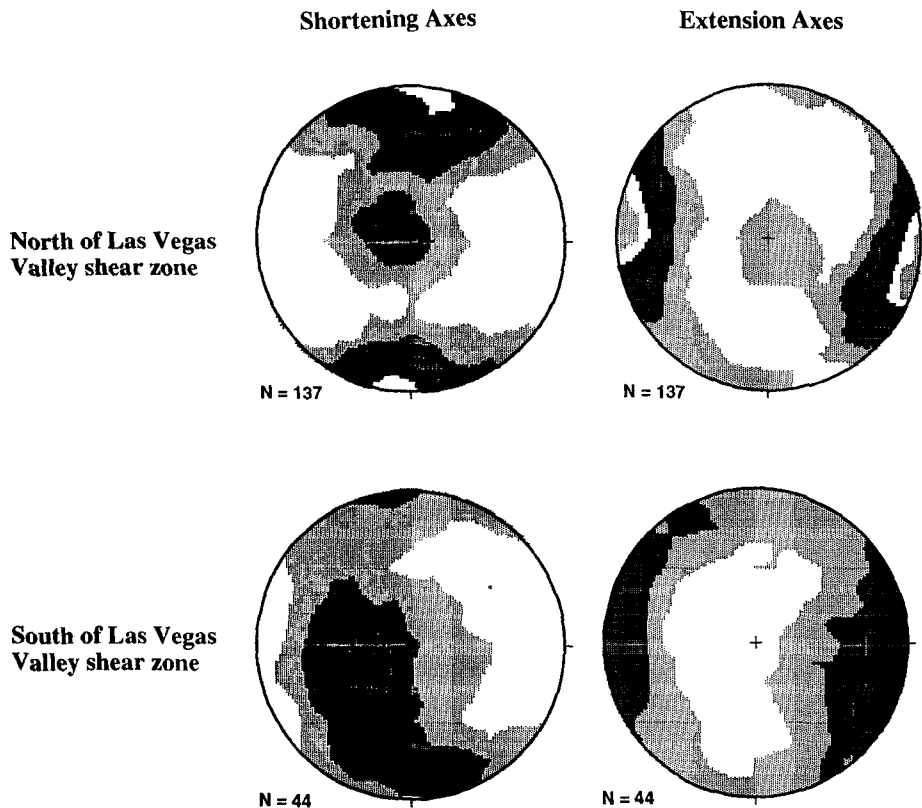 Shortening Axes
Extension Axes
North of Las Vegas
Valley shear zone
N = 137
N = 137
South of Las Vegas
Valley shear zone
N = 44
N = 44